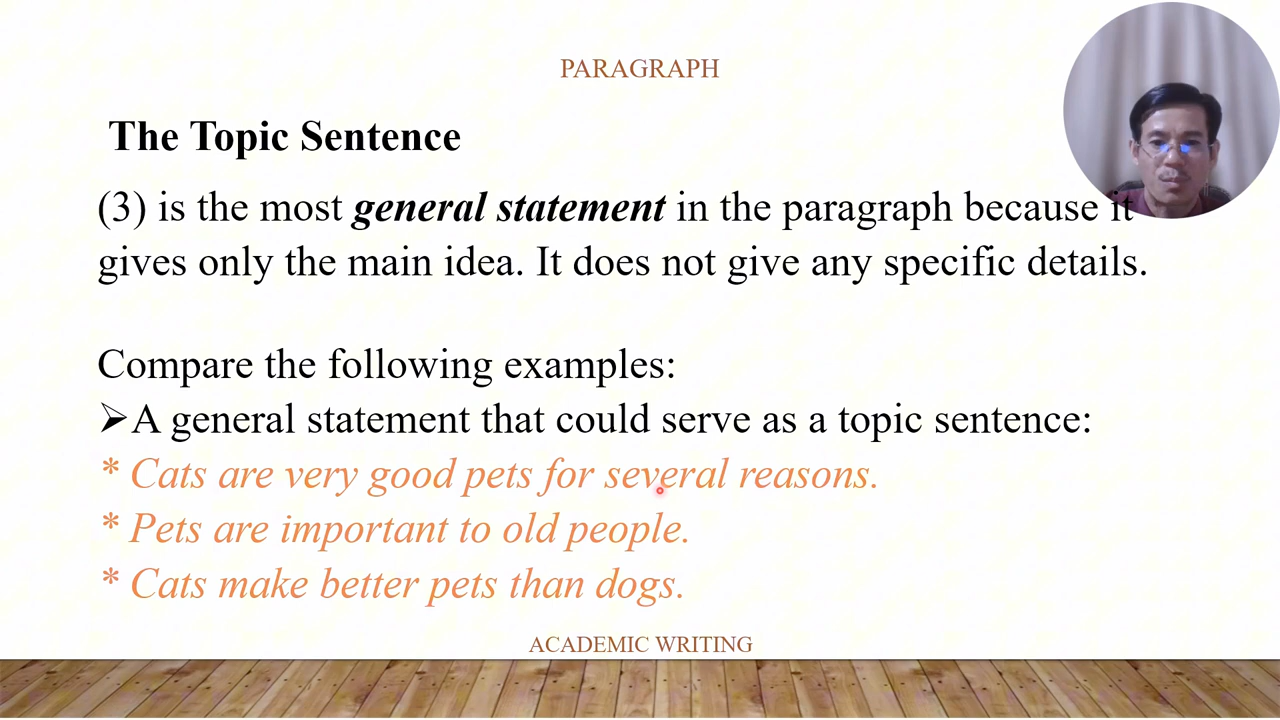 PARAGRAPH
The Topic Sentence
(3) is the most general statement in the paragraph because it
gives only the main idea. It does not give any specific details.
Compare the following examples:
➢A general statement that could serve as a topic sentence:
* Cats are very good pets for several reasons.
* Pets are important to old people.
* Cats make better pets than dogs.
ACADEMIC WRITING